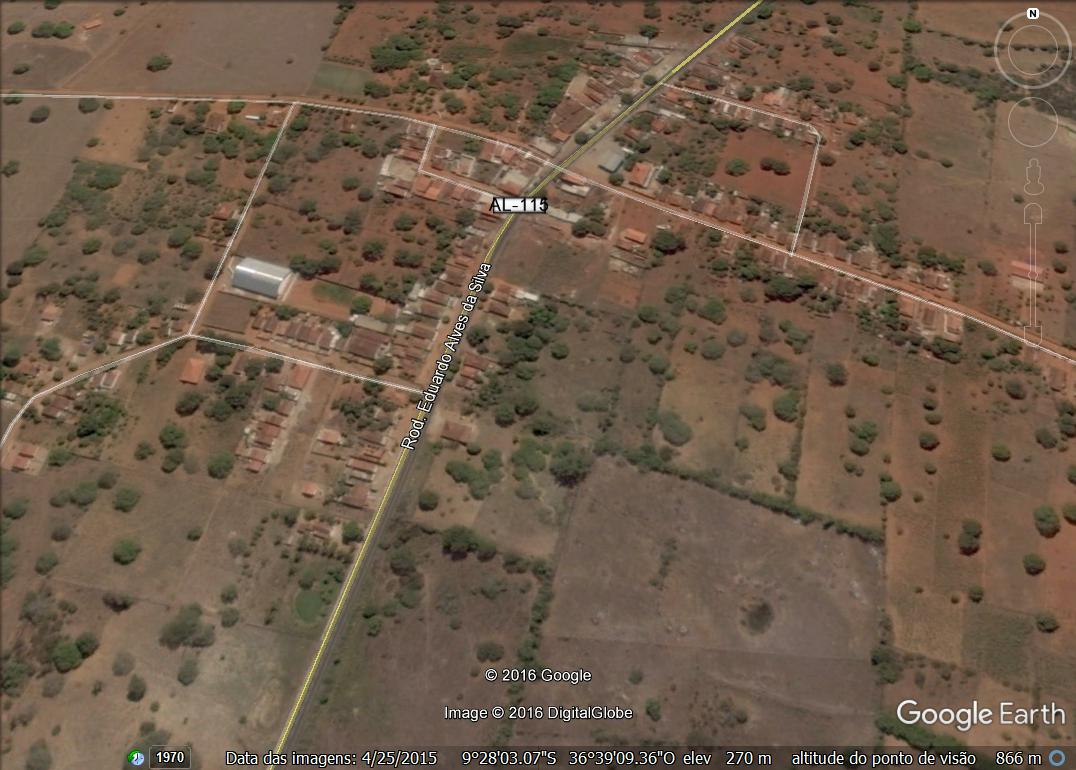 N
AL-115
Rod. Eduardo Alves da Silva
© 2016 Google
Image © 2016 DigitalGlobe
Google Earth
1970 Data das imagens: 4/25/2015 9°28'03.07"S 36°39'09.36"O elev 270 m altitude do ponto de visão 866 m